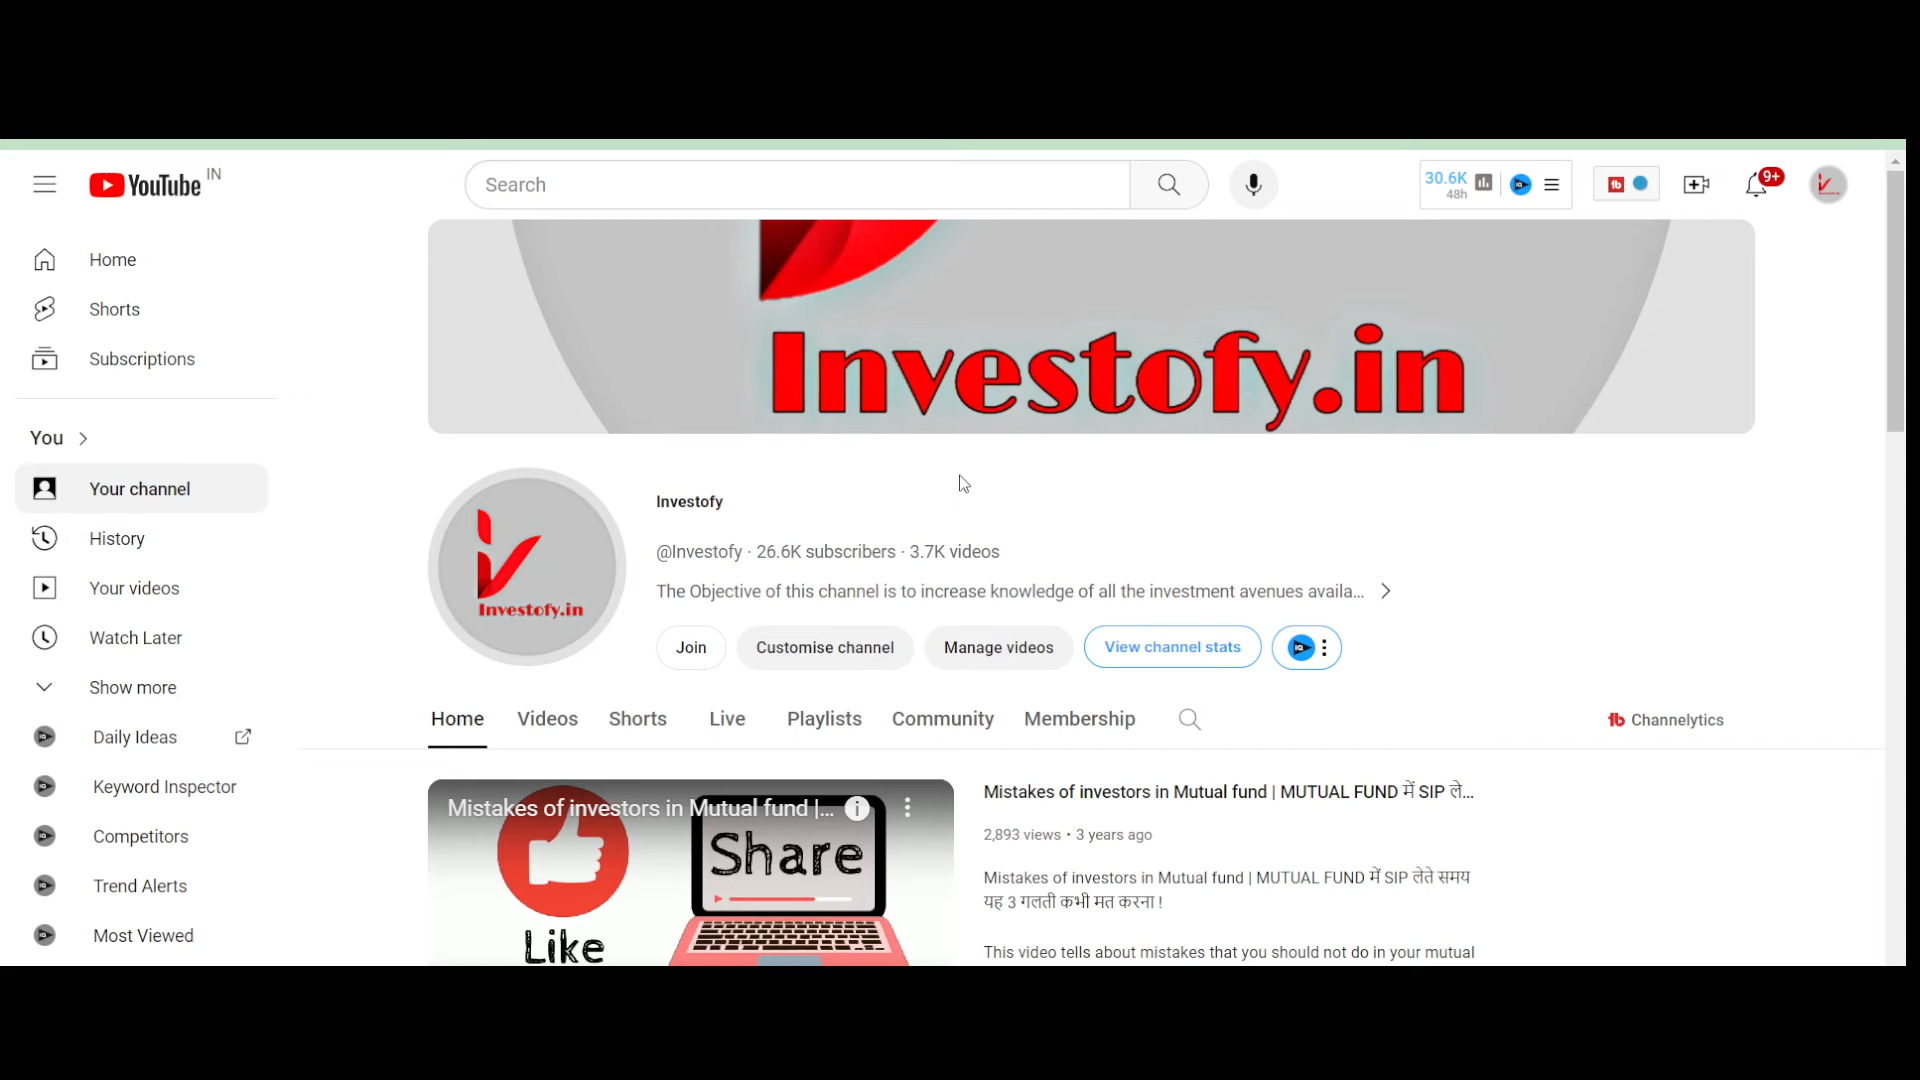 YouTube IN
Search
30.6K
48h
9+
Home
Shorts
Subscriptions
You
Your channel
History
Your videos
Watch Later
Show more
Daily Ideas
Keyword Inspector
Competitors
Trend Alerts
Most Viewed
Investofy.in
Investofy.in
Investofy
@Investofy · 26.6K subscribers · 3.7K videos
The Objective of this channel is to increase knowledge of all the investment avenues availa...
Join
Customise channel
Manage videos
View channel stats
Home
Videos
Shorts
Live
Playlists
Community
Membership
Channelytics
Mistakes of investors in Mutual fund |...
Share
Like
Mistakes of investors in Mutual fund | MUTUAL FUND में SIP ले...
2,893 views • 3 years ago
Mistakes of investors in Mutual fund | MUTUAL FUND में SIP लेते समय
यह 3 गलती कभी मत करना !
This video tells about mistakes that you should not do in your mutual